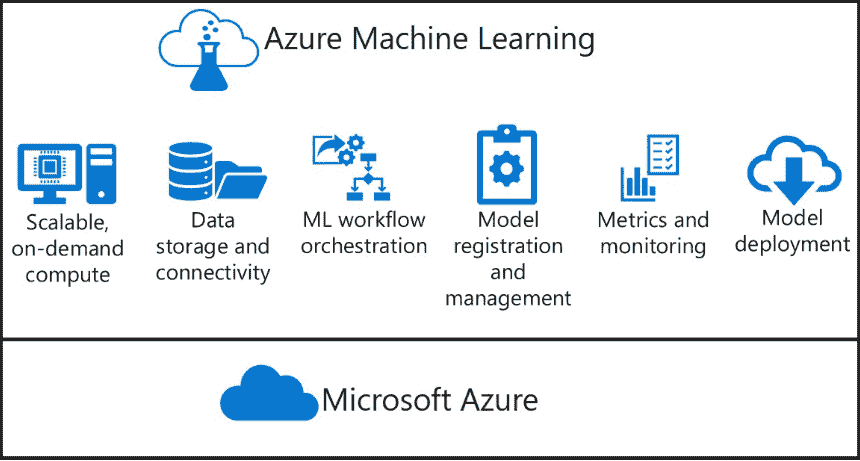 Azure Machine Learning
Scalable,
on-demand
compute
Data
storage and
connectivity
ML workflow
orchestration
Model
registration
and
management
Metrics and
monitoring
Model
deployment
Microsoft Azure